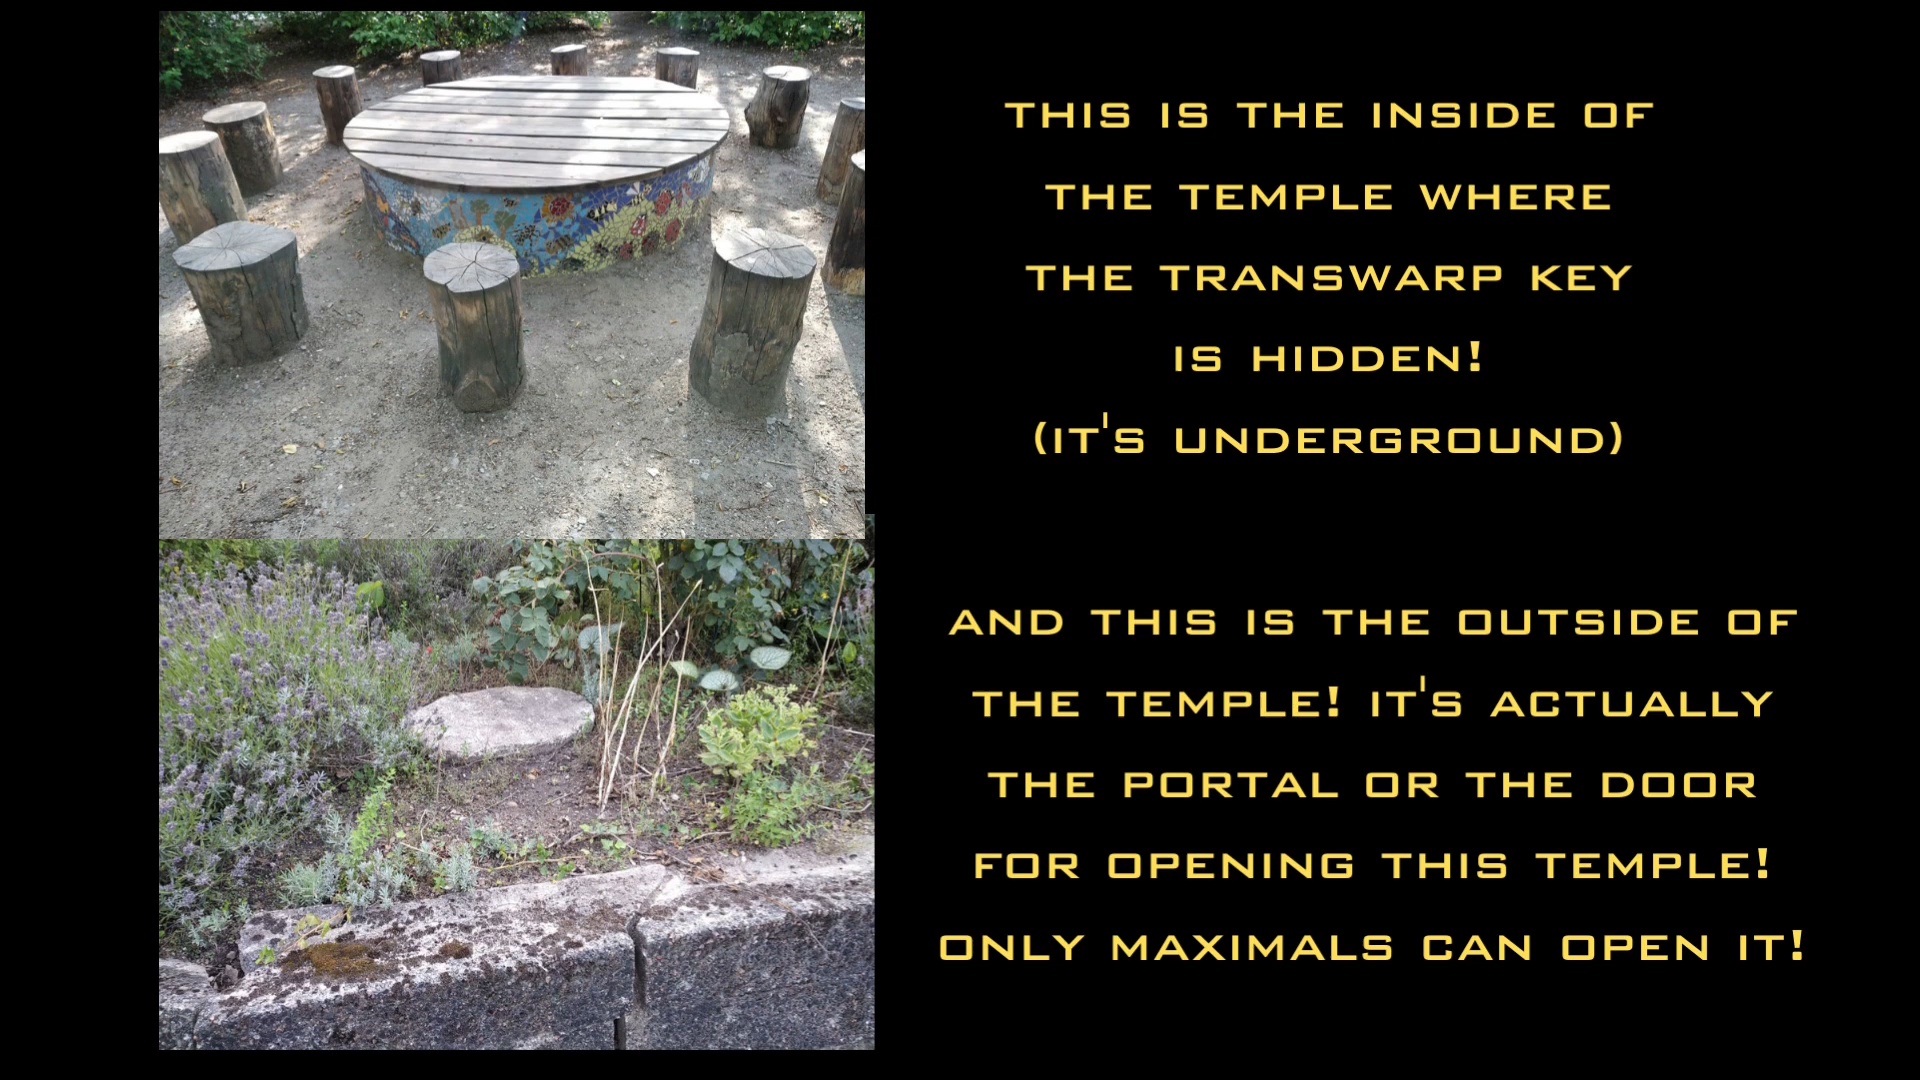 THIS IS THE INSIDE OF
THE TEMPLE WHERE
THE TRANSWARP KEY
IS HIDDEN!
(IT'S UNDERGROUND)
AND THIS IS THE OUTSIDE OF
THE TEMPLE! IT'S ACTUALLY
THE PORTAL OR THE DOOR
FOR OPENING THIS TEMPLE!
ONLY MAXIMALS CAN OPEN IT!